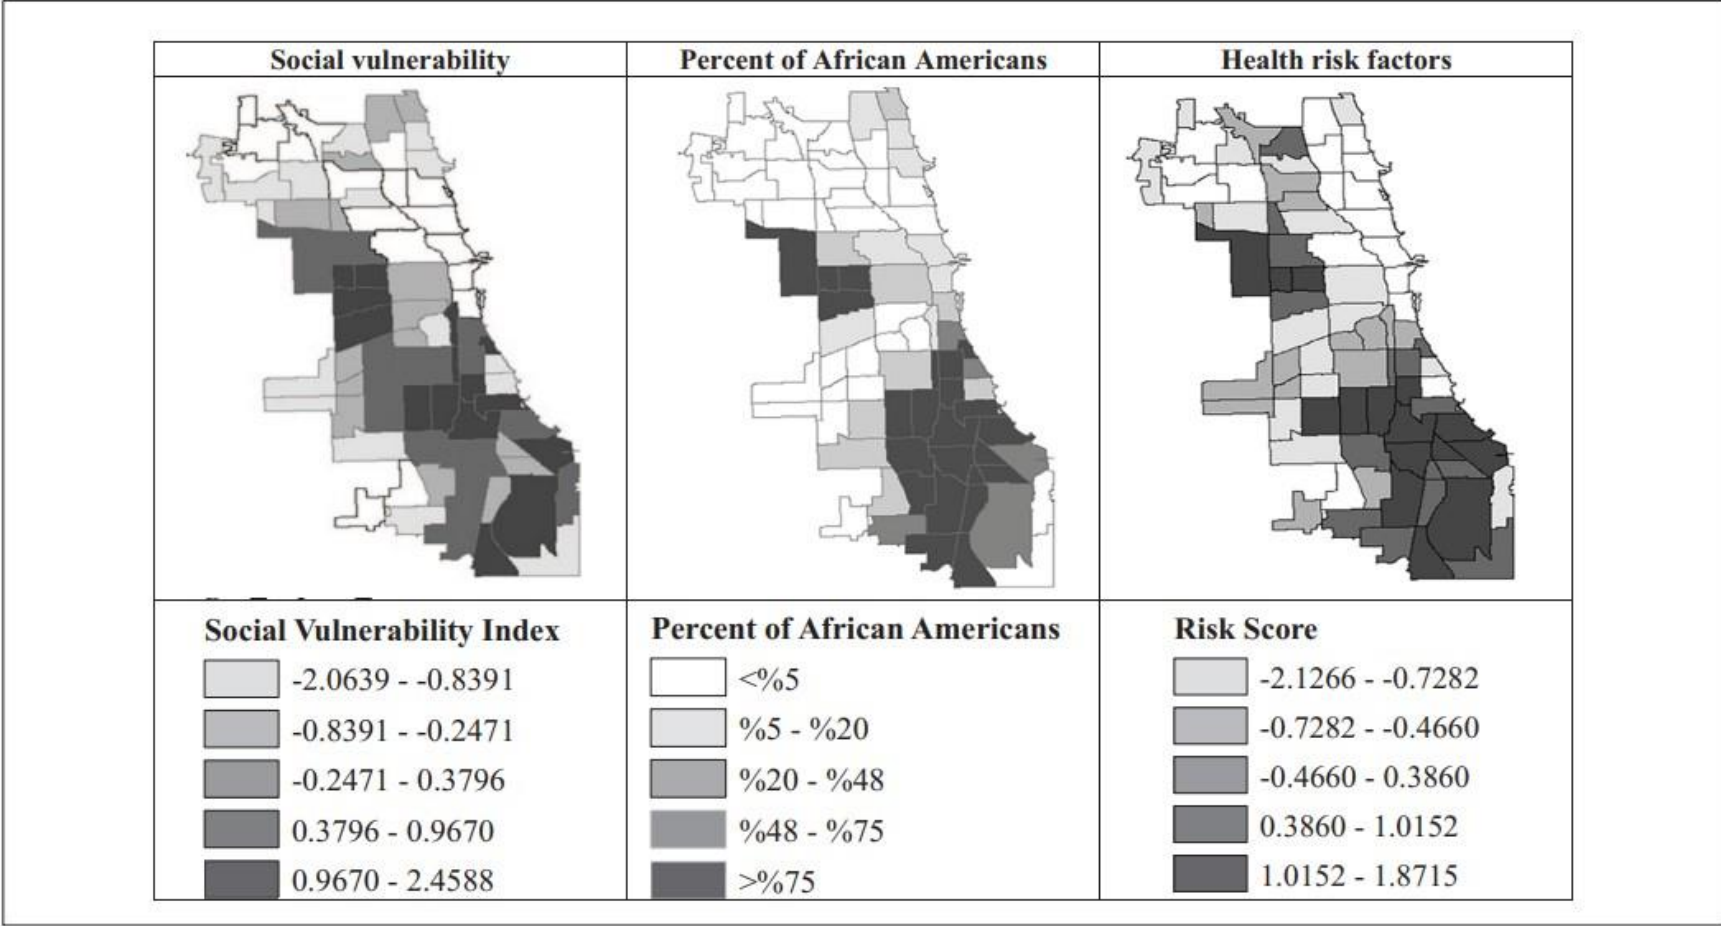 Social vulnerability
Percent of African Americans
Health risk factors
Social Vulnerability Index
-2.0639 - -0.8391
-0.8391 - -0.2471
-0.2471 - 0.3796
0.3796 - 0.9670
0.9670 - 2.4588
Percent of African Americans
<%5
%5 - %20
%20 - %48
%48 - %75
>%75
Risk Score
-2.1266 - -0.7282
-0.7282 - -0.4660
-0.4660 - 0.3860
0.3860 - 1.0152
1.0152 - 1.8715